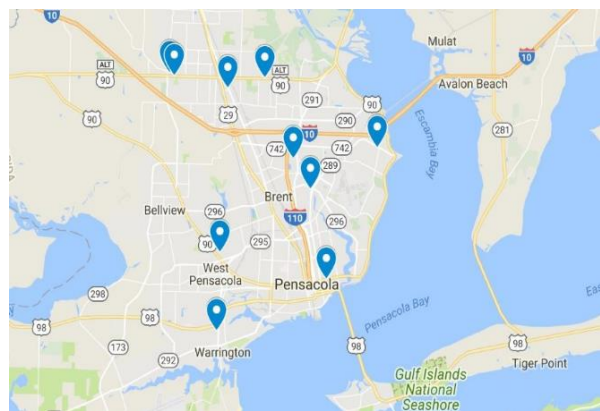 10
Mulat
10
ALT
90
ALT
90
Avalon Beach
90
90
29
291
90
290
281
10
742
742
289
Escambia Bay
Brent
Bellview
296
110
296
90
295
West
Pensacola
Pensacola
298
98
98
Pensacola Bay
98
98
173
292
Warrington
Tiger Point
Gulf Islands
National
Seashore